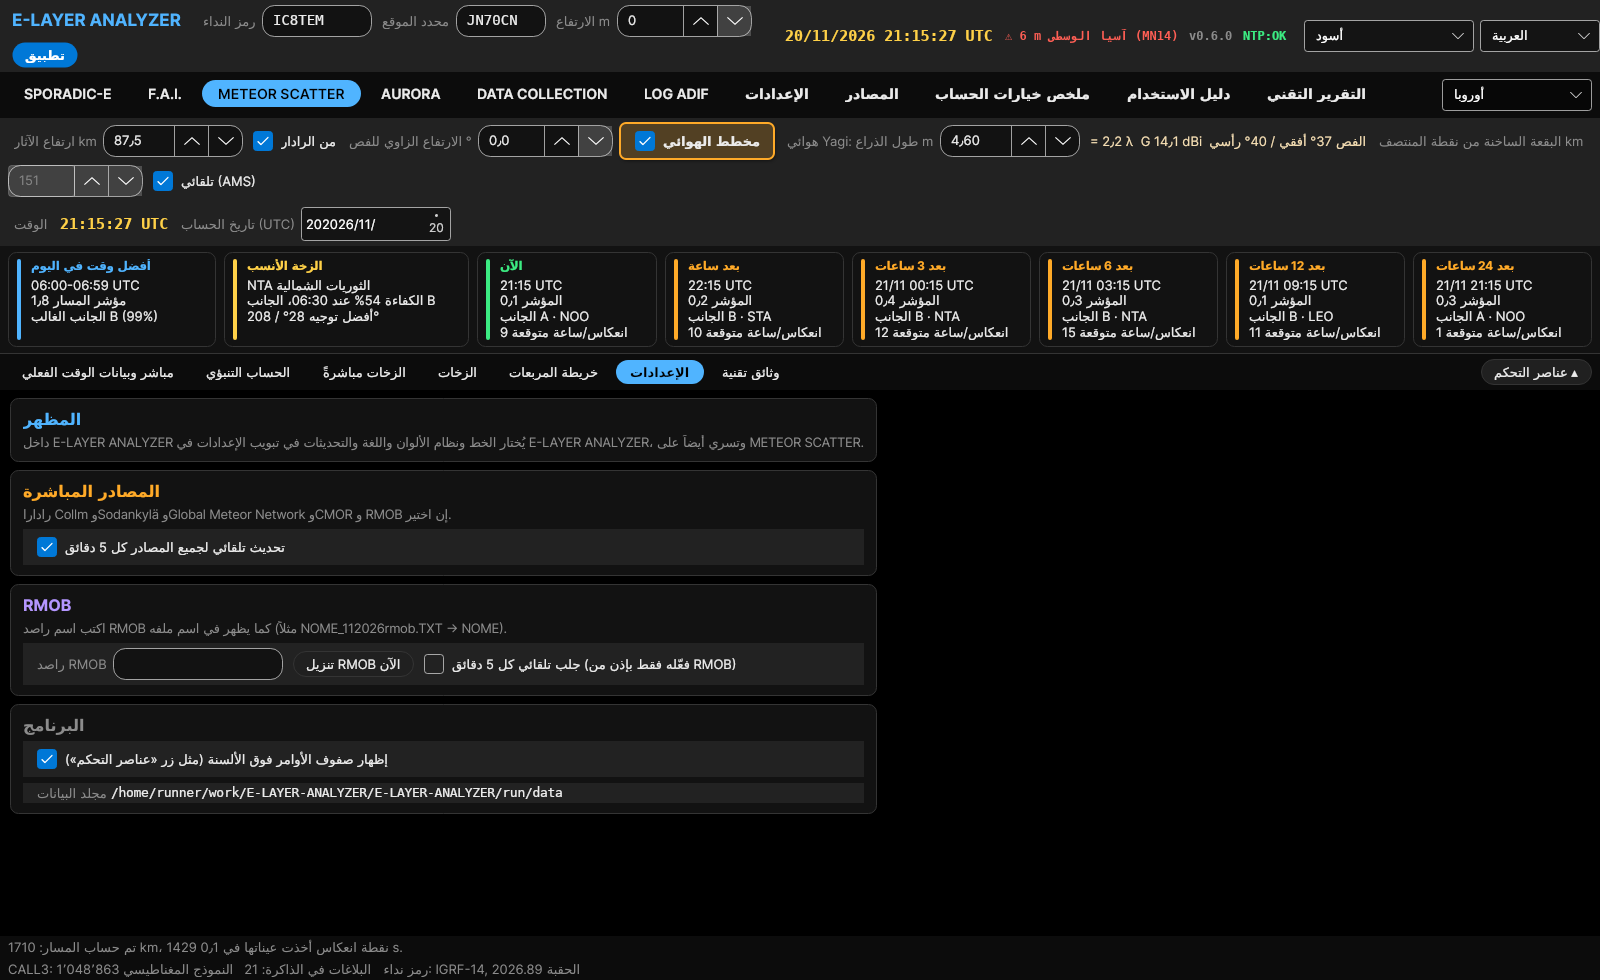 E-LAYER ANALYZER رمز النداء IC8TEM محدد الموقع JN70CN الارتفاع m 0
20/11/2026 21:15:27 UTC ⚠ 6 m آسيا الوسطى (MN14) v0.6.0 NTP:OK أسود العربية
تطبيق
SPORADIC-E F.A.I. METEOR SCATTER AURORA DATA COLLECTION LOG ADIF الإعدادات المصادر ملخص خيارات الحساب دليل الاستخدام التقرير التقني أوروبا
ارتفاع الآثار km 87٫5 من الرادار الارتفاع الزاوي للفص ° 0٫0 مخطط الهوائي هوائي Yagi: طول الذراع m 4٫60 = 2٫2 λ G 14٫1 dBi الفص 37° أفقي / 40° رأسي البقعة الساخنة من نقطة المنتصف km
151 تلقائي (AMS)
الوقت 21:15:27 UTC تاريخ الحساب (UTC) 202026/11/ 20
أفضل وقت في اليوم
06:00-06:59 UTC
مؤشر المسار 1٫8
الجانب الغالب B (99%)
الزخة الأنسب
NTA الثوريات الشمالية
الكفاءة 54% عند 06:30، الجانب B
أفضل توجيه 28° / 208°
الآن
21:15 UTC
المؤشر 0٫1
الجانب A · NOO
انعكاس/ساعة متوقعة 9
بعد ساعة
22:15 UTC
المؤشر 0٫2
الجانب B · STA
انعكاس/ساعة متوقعة 10
بعد 3 ساعات
21/11 00:15 UTC
المؤشر 0٫4
الجانب B · NTA
انعكاس/ساعة متوقعة 12
بعد 6 ساعات
21/11 03:15 UTC
المؤشر 0٫3
الجانب B · NTA
انعكاس/ساعة متوقعة 15
بعد 12 ساعات
21/11 09:15 UTC
المؤشر 0٫1
الجانب B · LEO
انعكاس/ساعة متوقعة 11
بعد 24 ساعات
21/11 21:15 UTC
المؤشر 0٫3
الجانب A · NOO
انعكاس/ساعة متوقعة 1
مباشر وبيانات الوقت الفعلي الحساب التنبؤي الزخات مباشرةً الزخات خريطة المربعات الإعدادات وثائق تقنية عناصر التحكم ▴
المظهر
يُختار الخط ونظام الألوان واللغة والتحديثات في تبويب الإعدادات في E-LAYER ANALYZER داخل E-LAYER ANALYZER، وتسري أيضاً على METEOR SCATTER.
المصادر المباشرة
رادارا Collm وSodankylä وGlobal Meteor Network وCMOR و RMOB إن اختير.
تحديث تلقائي لجميع المصادر كل 5 دقائق
RMOB
اكتب اسم راصد RMOB كما يظهر في اسم ملفه (مثلاً NOME_112026rmob.TXT → NOME).
راصد RMOB تنزيل RMOB الآن جلب تلقائي كل 5 دقائق (فعّله فقط بإذن من RMOB)
البرنامج
إظهار صفوف الأوامر فوق الألسنة (مثل زر «عناصر التحكم»)
مجلد البيانات /home/runner/work/E-LAYER-ANALYZER/E-LAYER-ANALYZER/run/data
تم حساب المسار: 1710 km، 1429 نقطة انعكاس أخذت عيناتها في 0٫1 s.
CALL3: 1٬048٬863 رمز نداء البلاغات في الذاكرة: 21 النموذج المغناطيسي: IGRF-14, الحقبة 2026.89